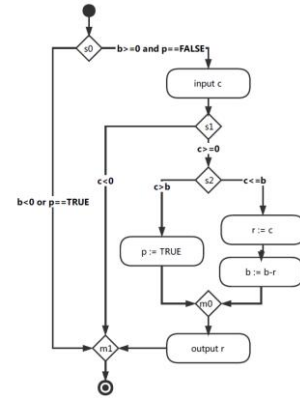 s0
b>=0 and p==FALSE
input c
s1
c>=0
c<0
s2
c>b
c<=b
b<0 or p==TRUE
r := c
p := TRUE
b := b-r
m0
m1
output r